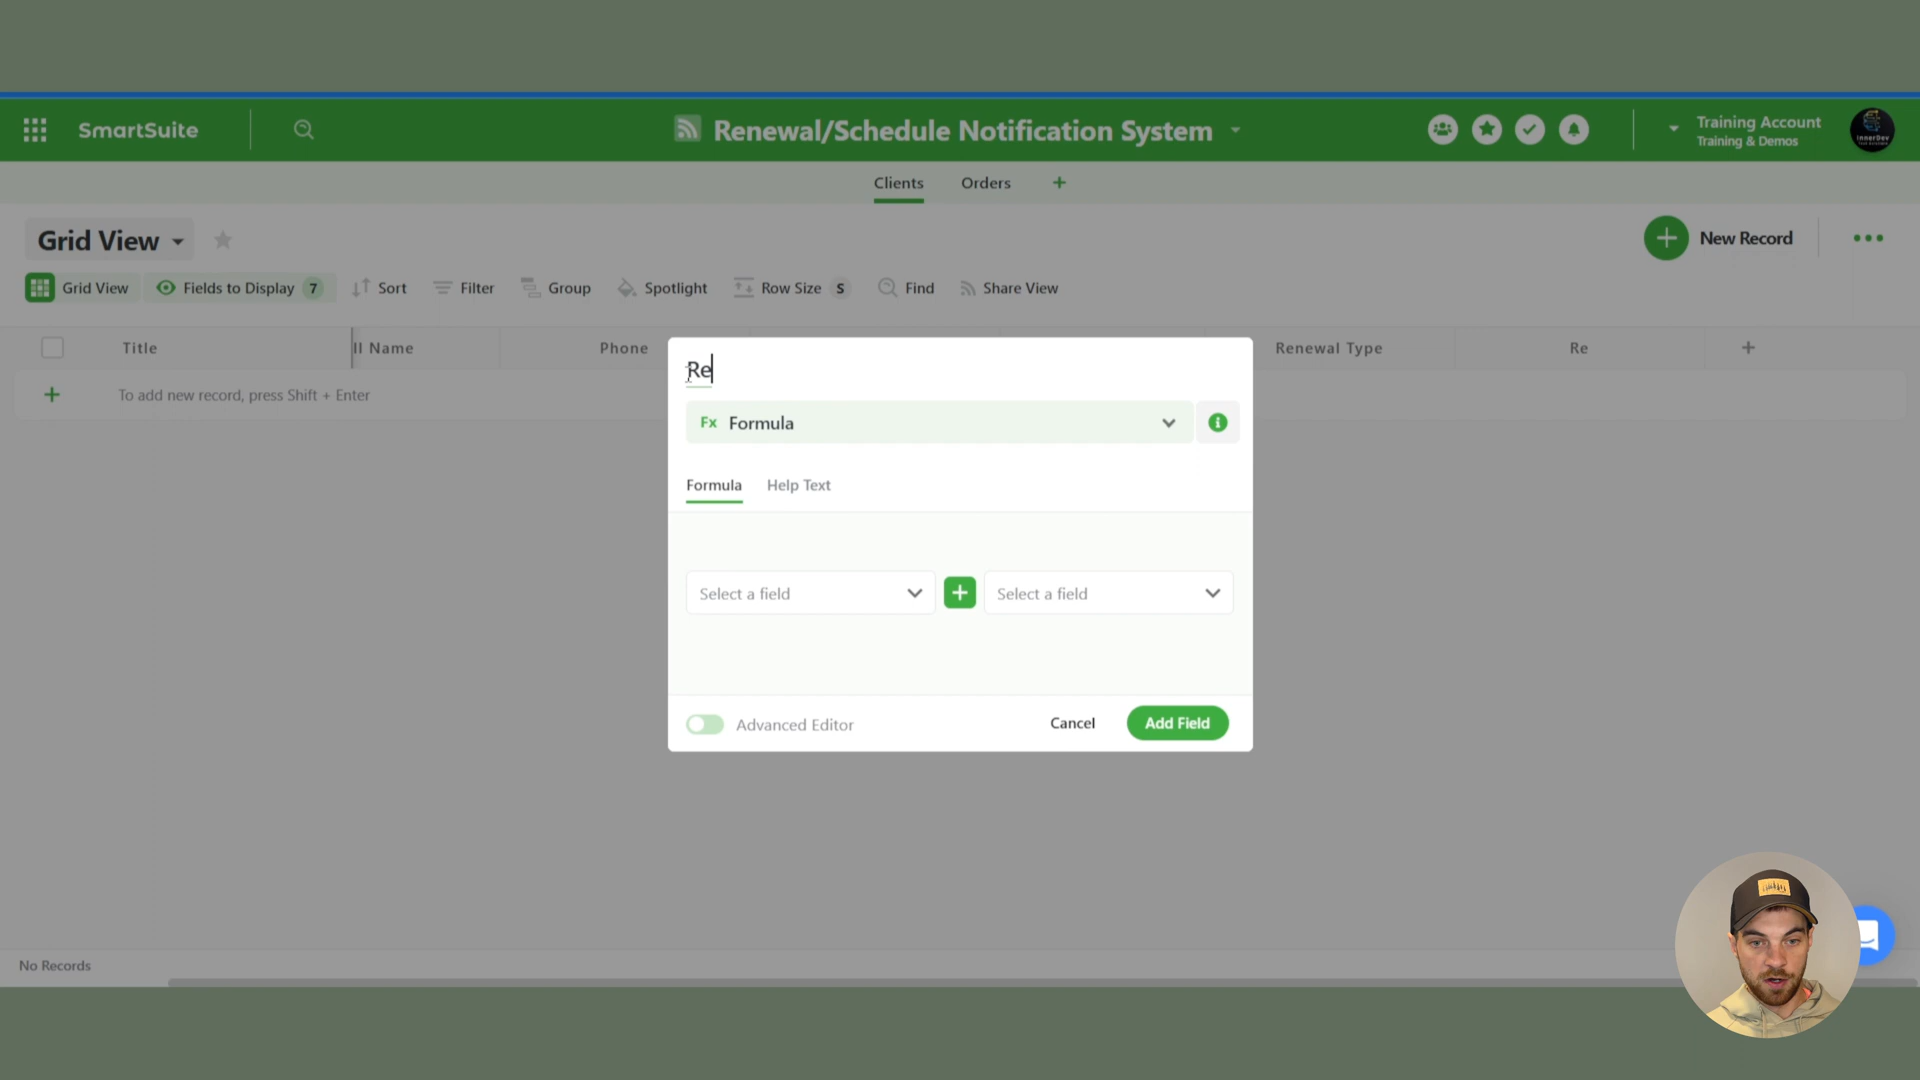 SmartSuite
Renewal/Schedule Notification System
Training Account
Training & Demos
InnerDev
Clients
Orders
+
Grid View
New Record
Grid View
Fields to Display 7
Sort
Filter
Group
Spotlight
Row Size S
Find
Share View
Title
ll Name
Phone
Renewal Type
Re
+
To add new record, press Shift + Enter
Re
Fx Formula
Formula
Help Text
Select a field
+
Select a field
Advanced Editor
Cancel
Add Field
No Records